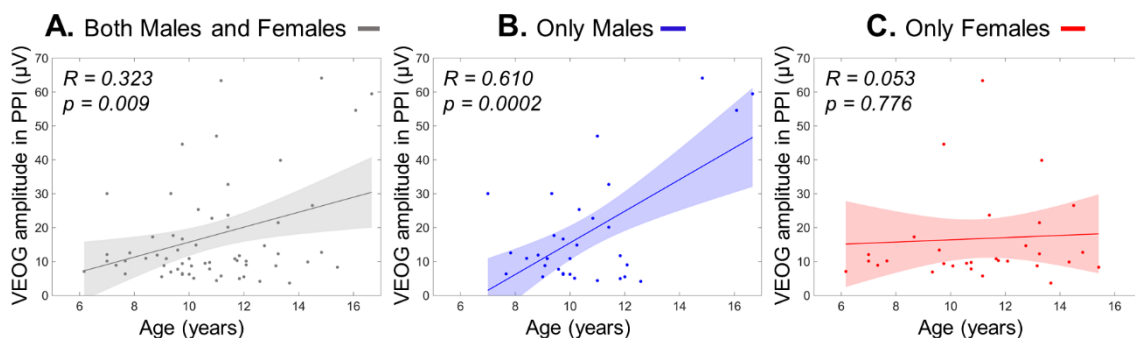 A. Both Males and Females
VEOG amplitude in PPI (µV)
R = 0.323
p = 0.009
70
60
50
40
30
20
10
0
6 8 10 12 14 16
Age (years)
B. Only Males
VEOG amplitude in PPI (µV)
R = 0.610
p = 0.0002
70
60
50
40
30
20
10
0
6 8 10 12 14 16
Age (years)
C. Only Females
VEOG amplitude in PPI (µV)
R = 0.053
p = 0.776
70
60
50
40
30
20
10
0
6 8 10 12 14 16
Age (years)